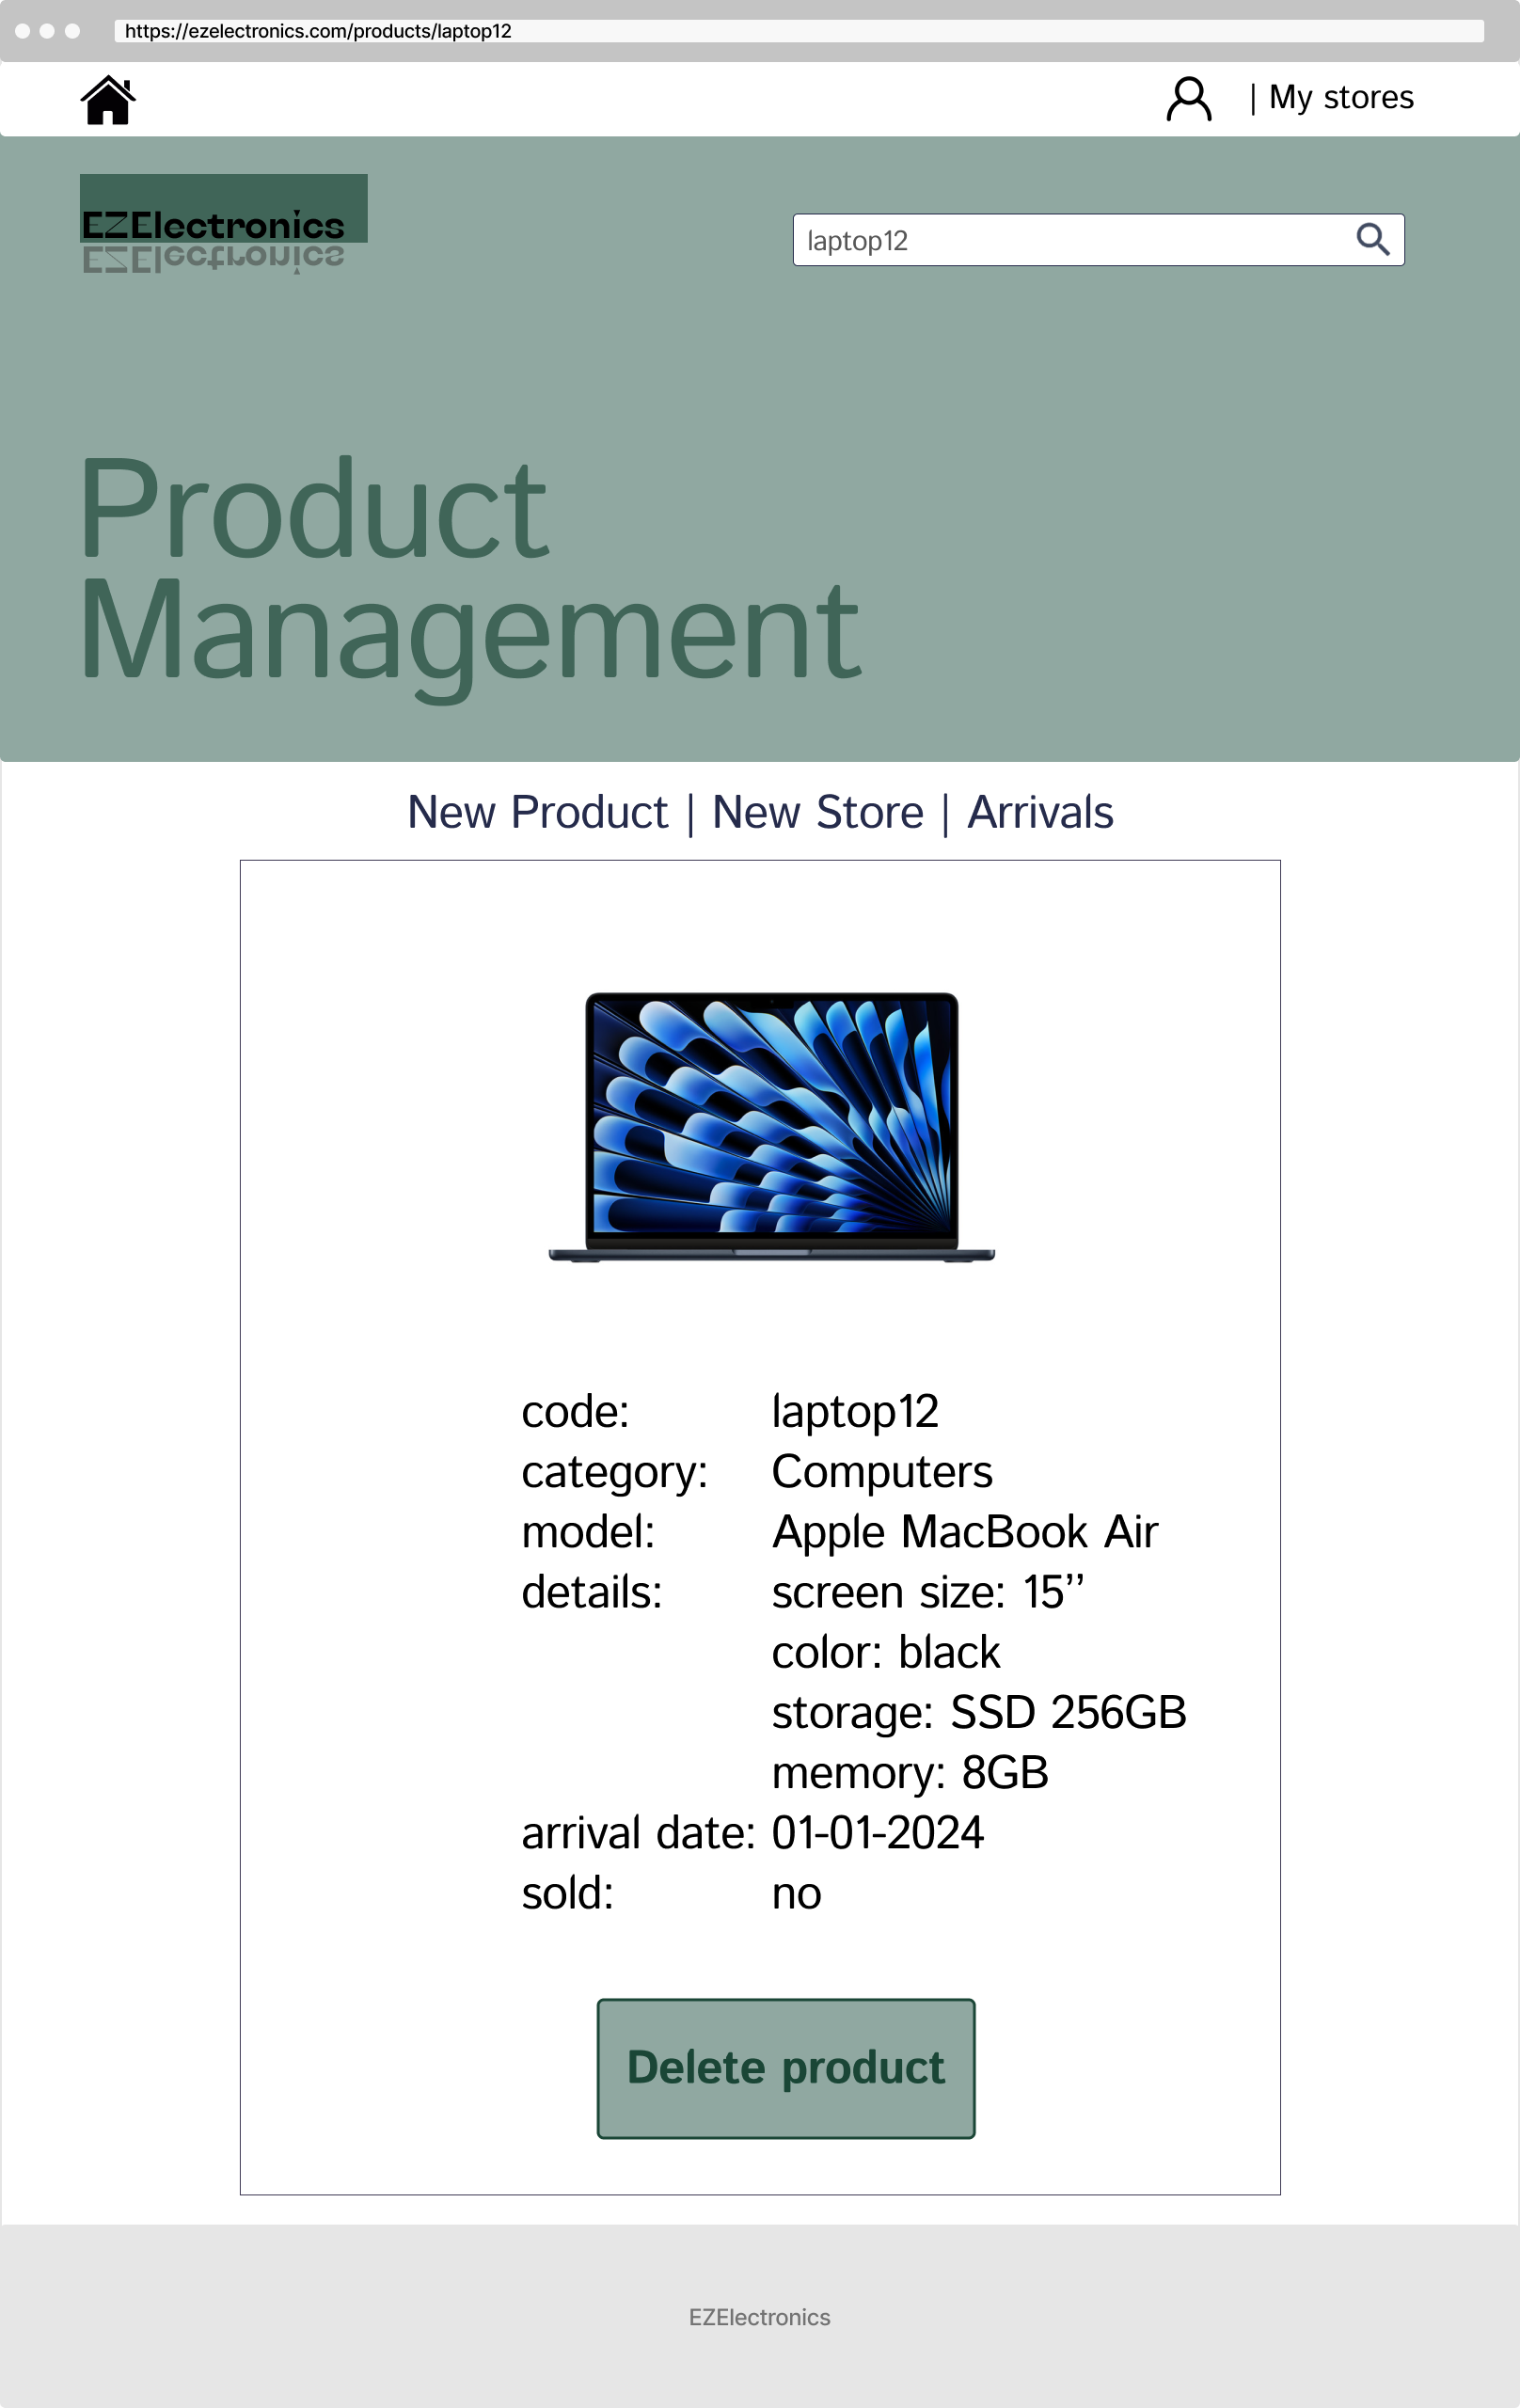 https://ezelectronics.com/products/laptop12
| My stores
EZElectronics
EZElectronics
laptop12
Product
Management
New Product | New Store | Arrivals
code: laptop12
category: Computers
model: Apple MacBook Air
details: screen size: 15’’
color: black
storage: SSD 256GB
memory: 8GB
arrival date: 01-01-2024
sold: no
Delete product
EZElectronics